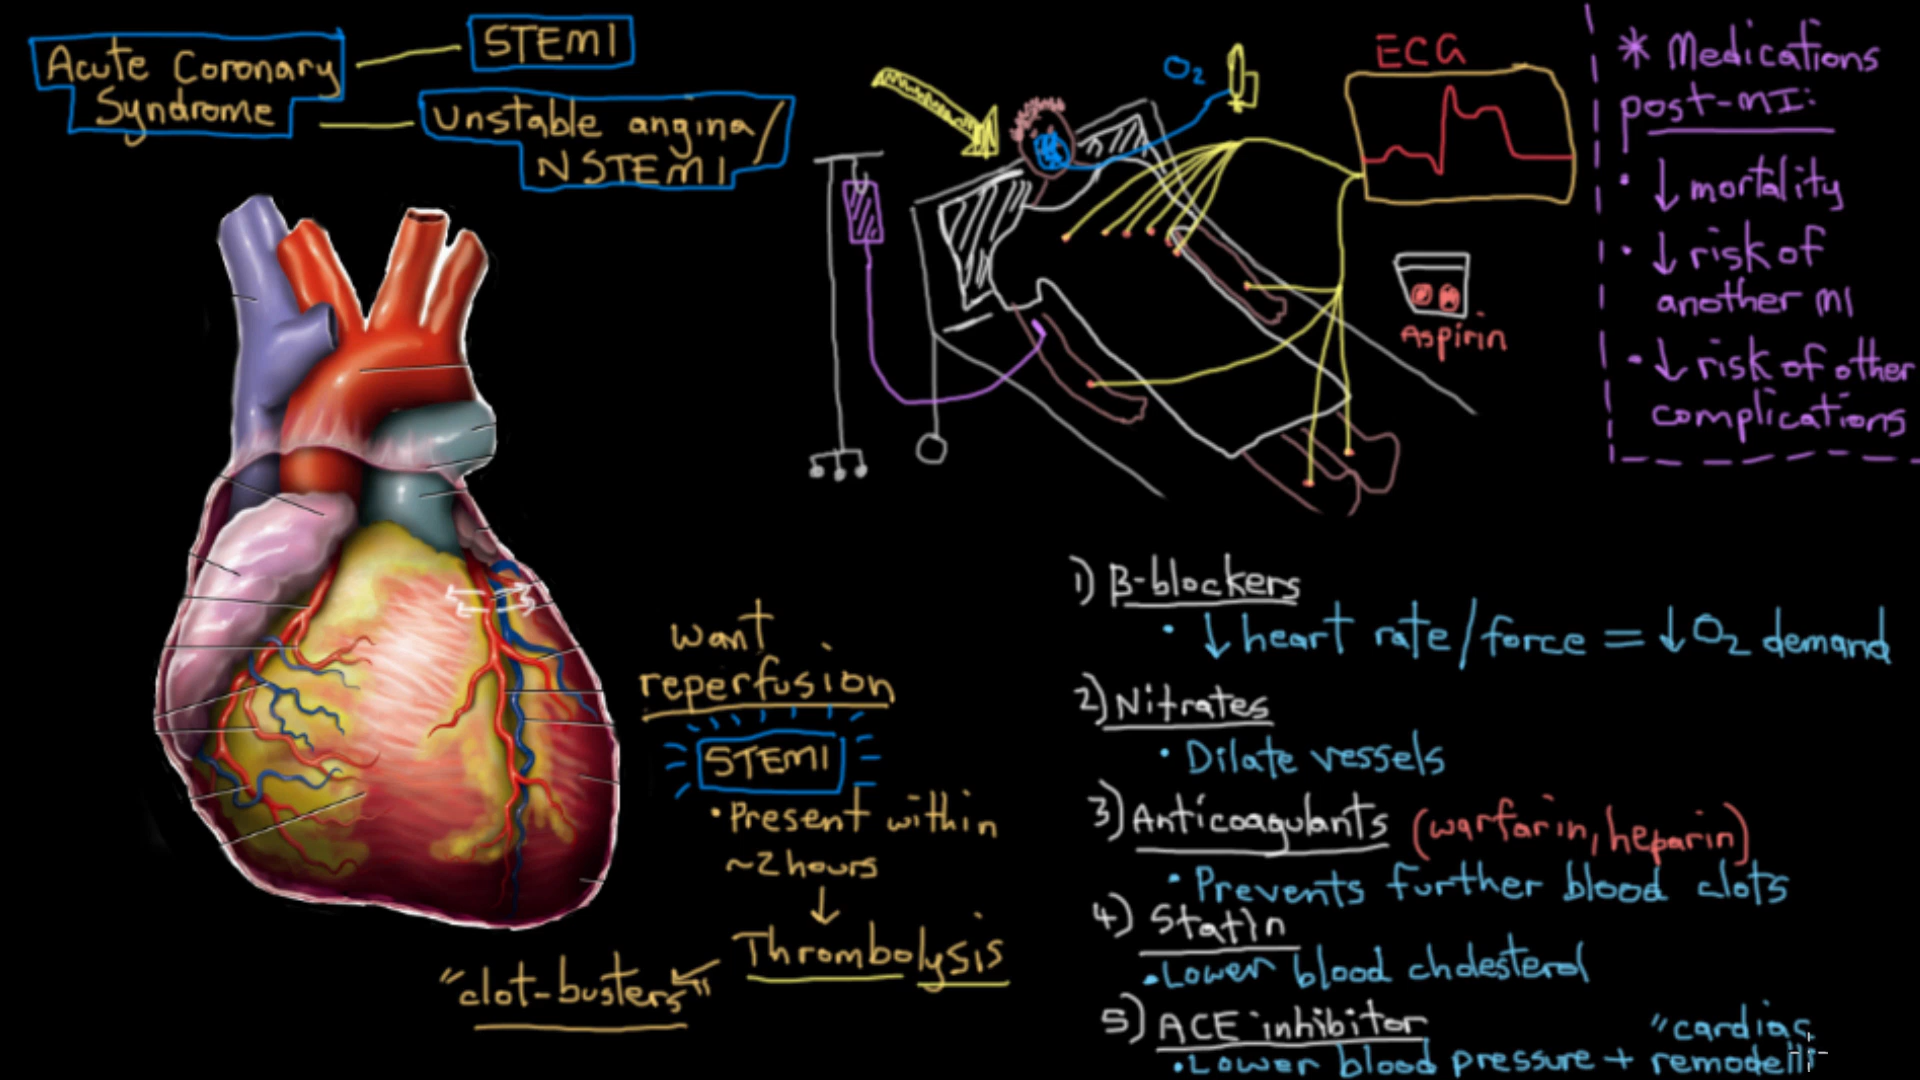 Acute Coronary
Syndrome
STEMI
Unstable angina/
NSTEMI
O2
ECG
Aspirin
* Medications
post-MI:
• ↓ mortality
• ↓ risk of
another MI
• ↓ risk of other
complications
want
reperfusion
STEMI
• Present within
~2 hours
↓
Thrombolysis
"clot-busters"
1) β-blockers
• ↓ heart rate/force = ↓ O2 demand
2) Nitrates
• Dilate vessels
3) Anticoagulants (warfarin, heparin)
• Prevents further blood clots
4) Statin
• Lower blood cholesterol
5) ACE inhibitor
"cardiac
• Lower blood pressure + remodelli